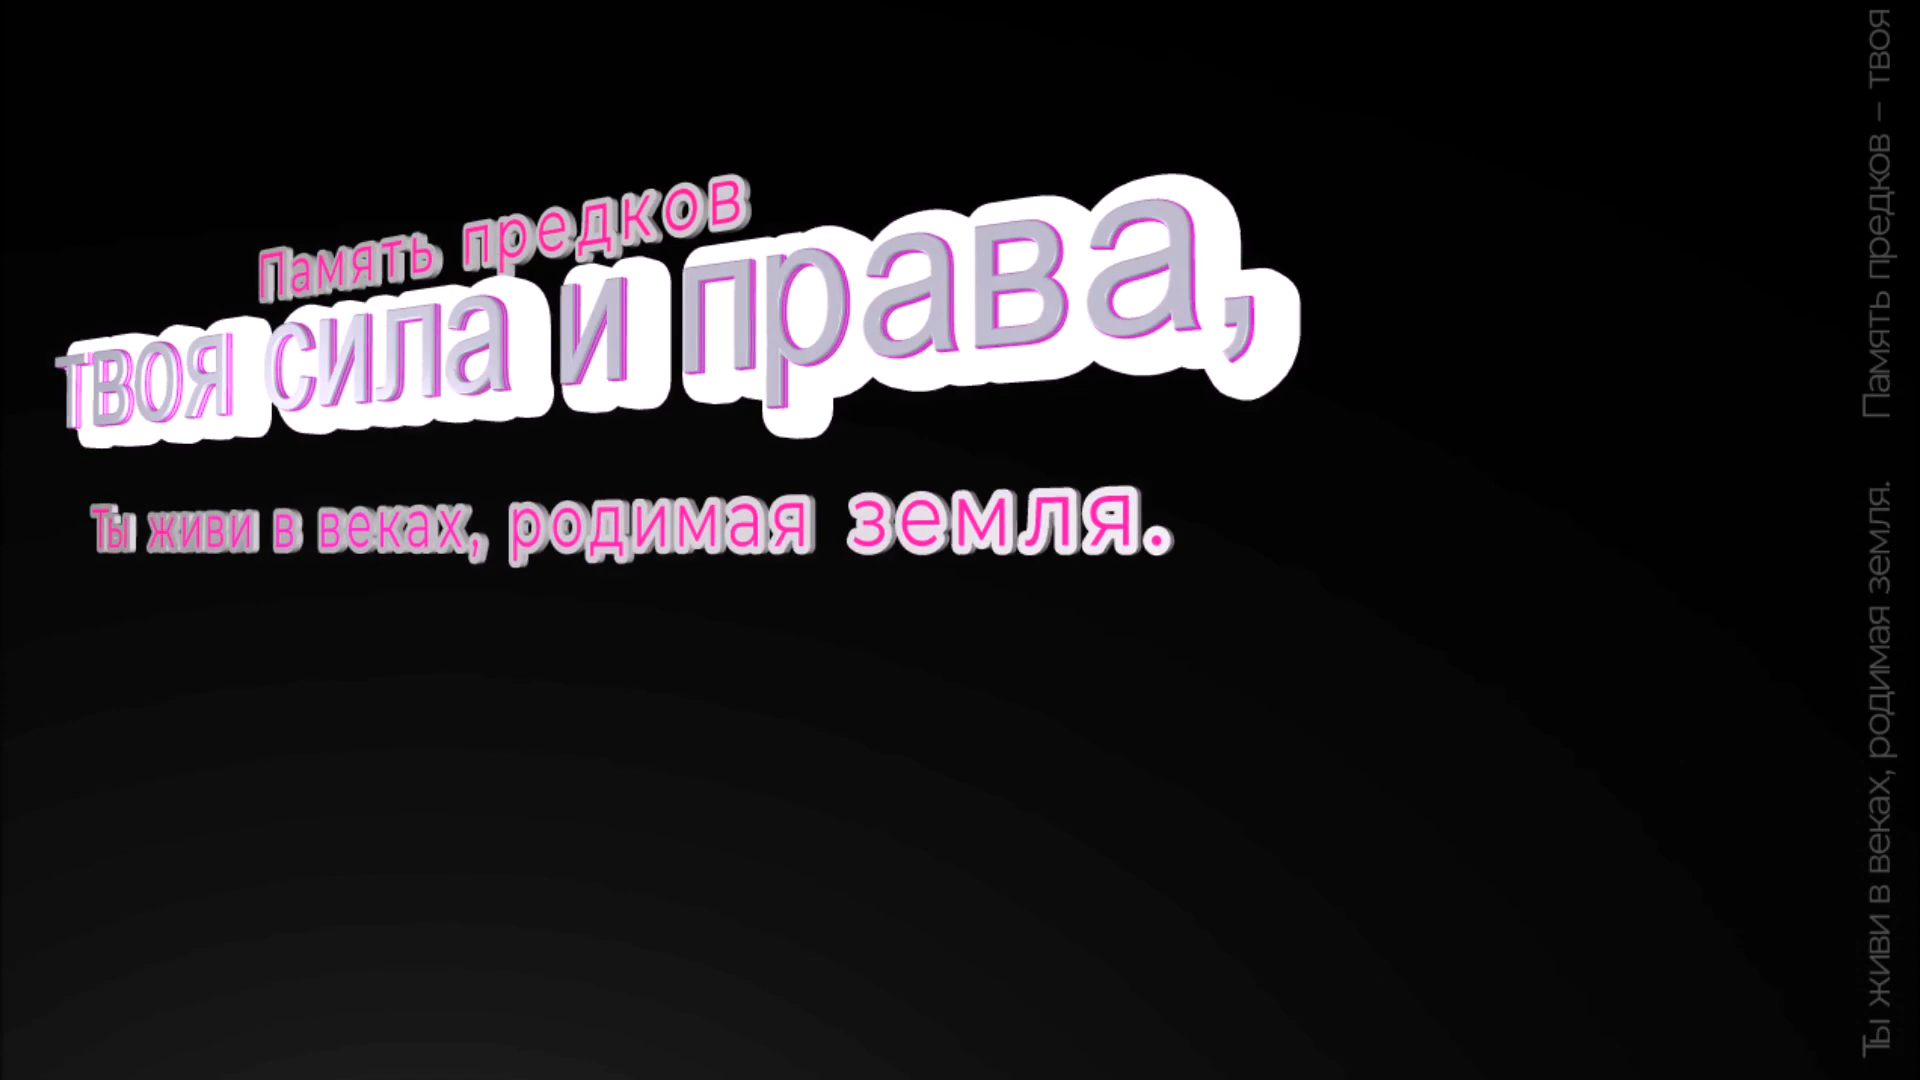 Память предков
твоя сила и права,
Ты живи в веках, родимая земля.
Ты живи в веках, родимая земля. Память предков – твоя